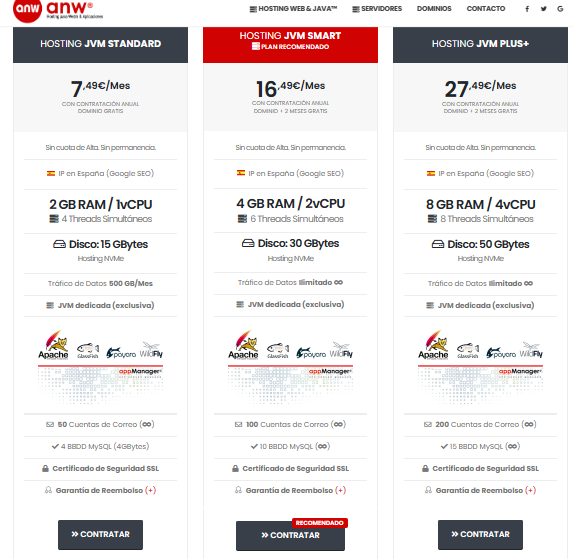 anw
anw®
Hosting para Webs & Aplicaciones
HOSTING WEB & JAVA™
SERVIDORES
DOMINIOS
CONTACTO
HOSTING JVM STANDARD
7,49€/Mes
CON CONTRATACIÓN ANUAL
DOMINIO GRATIS
Sin cuota de Alta. Sin permanencia.
IP en España (Google SEO)
2 GB RAM / 1vCPU
4 Threads Simultáneos
Disco: 15 GBytes
Hosting NVMe
Tráfico de Datos 500 GB/Mes
JVM dedicada (exclusiva)
Apache
GlassFish
payara
WildFly
appManager®
50 Cuentas de Correo (∞)
4 BBDD MySQL (4GBytes)
Certificado de Seguridad SSL
Garantía de Reembolso (+)
CONTRATAR
HOSTING JVM SMART
PLAN RECOMENDADO
16,49€/Mes
CON CONTRATACIÓN ANUAL
DOMINIO + 2 MESES GRATIS
Sin cuota de Alta. Sin permanencia.
IP en España (Google SEO)
4 GB RAM / 2vCPU
6 Threads Simultáneos
Disco: 30 GBytes
Hosting NVMe
Tráfico de Datos Ilimitado ∞
JVM dedicada (exclusiva)
Apache
GlassFish
payara
WildFly
appManager®
100 Cuentas de Correo (∞)
10 BBDD MySQL (∞)
Certificado de Seguridad SSL
Garantía de Reembolso (+)
RECOMENDADO
CONTRATAR
HOSTING JVM PLUS+
27,49€/Mes
CON CONTRATACIÓN ANUAL
DOMINIO + 2 MESES GRATIS
Sin cuota de Alta. Sin permanencia.
IP en España (Google SEO)
8 GB RAM / 4vCPU
8 Threads Simultáneos
Disco: 50 GBytes
Hosting NVMe
Tráfico de Datos Ilimitado ∞
JVM dedicada (exclusiva)
Apache
GlassFish
payara
WildFly
appManager®
200 Cuentas de Correo (∞)
15 BBDD MySQL (∞)
Certificado de Seguridad SSL
Garantía de Reembolso (+)
CONTRATAR